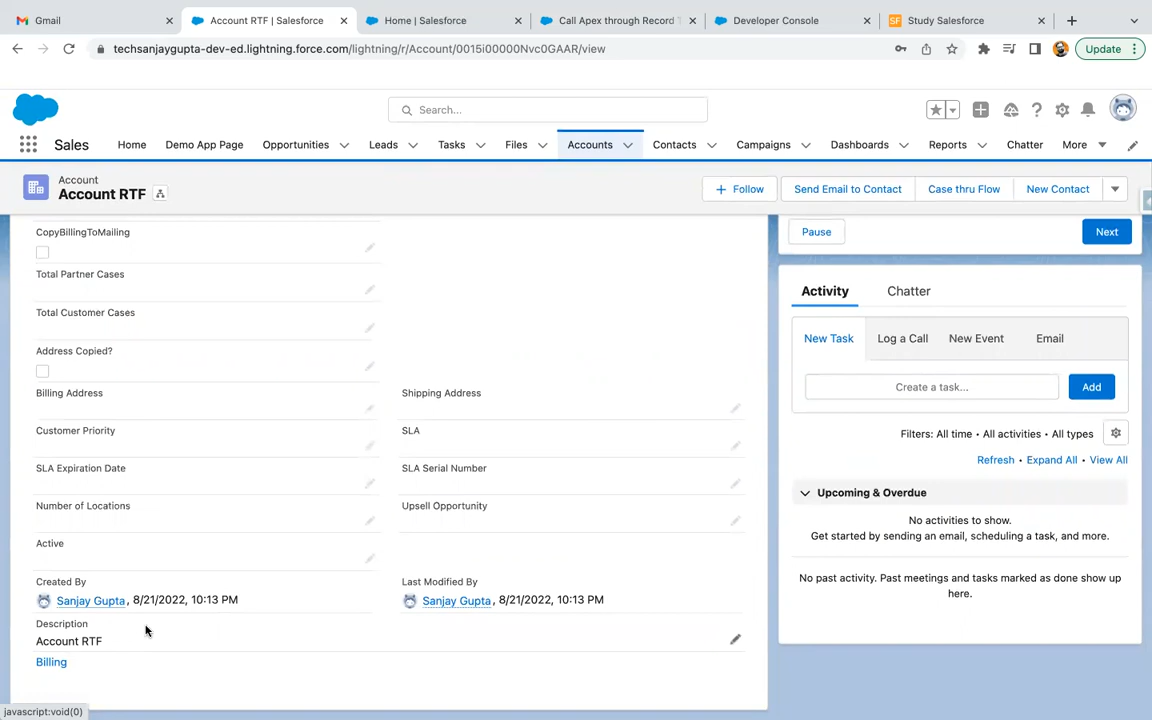 Gmail
Account RTF | Salesforce
Home | Salesforce
Call Apex through Record T
Developer Console
SF Study Salesforce
techsanjaygupta-dev-ed.lightning.force.com/lightning/r/Account/0015i00000Nvc0GAAR/view
Update
Search...
Sales
Home
Demo App Page
Opportunities
Leads
Tasks
Files
Accounts
Contacts
Campaigns
Dashboards
Reports
Chatter
More
Account
Account RTF
Follow
Send Email to Contact
Case thru Flow
New Contact
CopyBillingToMailing
Total Partner Cases
Total Customer Cases
Address Copied?
Billing Address
Shipping Address
Customer Priority
SLA
SLA Expiration Date
SLA Serial Number
Number of Locations
Upsell Opportunity
Active
Created By
Last Modified By
Sanjay Gupta, 8/21/2022, 10:13 PM
Sanjay Gupta, 8/21/2022, 10:13 PM
Description
Account RTF
Billing
Pause
Next
Activity
Chatter
New Task
Log a Call
New Event
Email
Create a task...
Add
Filters: All time • All activities • All types
Refresh • Expand All • View All
Upcoming & Overdue
No activities to show.
Get started by sending an email, scheduling a task, and more.
No past activity. Past meetings and tasks marked as done show up
here.
javascript:void(0)